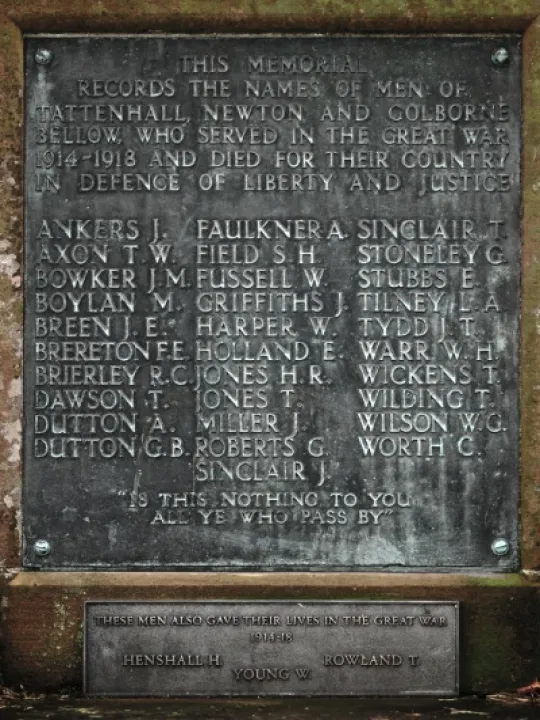 THIS MEMORIAL
RECORDS THE NAMES OF MEN OF
TATTENHALL, NEWTON AND GOLBORNE
BELLOW, WHO SERVED IN THE GREAT WAR
1914-1918 AND DIED FOR THEIR COUNTRY
IN DEFENCE OF LIBERTY AND JUSTICE
ANKERS J. FAULKNER A. SINCLAIR T.
AXON T.W. FIELD S.H. STONELEY G.
BOWKER J.M. FUSSELL W. STUBBS E.
BOYLAN M. GRIFFITHS J. TILNEY L.A.
BREEN J.E. HARPER W. TYDD J.T.
BRERETON F.E. HOLLAND E. WARR W.H.
BRIERLEY R.C. JONES H.R. WICKENS T.
DAWSON T. JONES T. WILDING T.
DUTTON A. MILLER J. WILSON W.G.
DUTTON G.B. ROBERTS G. WORTH C.
SINCLAIR J.
"IS THIS NOTHING TO YOU
ALL YE WHO PASS BY"
THESE MEN ALSO GAVE THEIR LIVES IN THE GREAT WAR
1914-18
HENSHALL H. ROWLAND T.
YOUNG W.